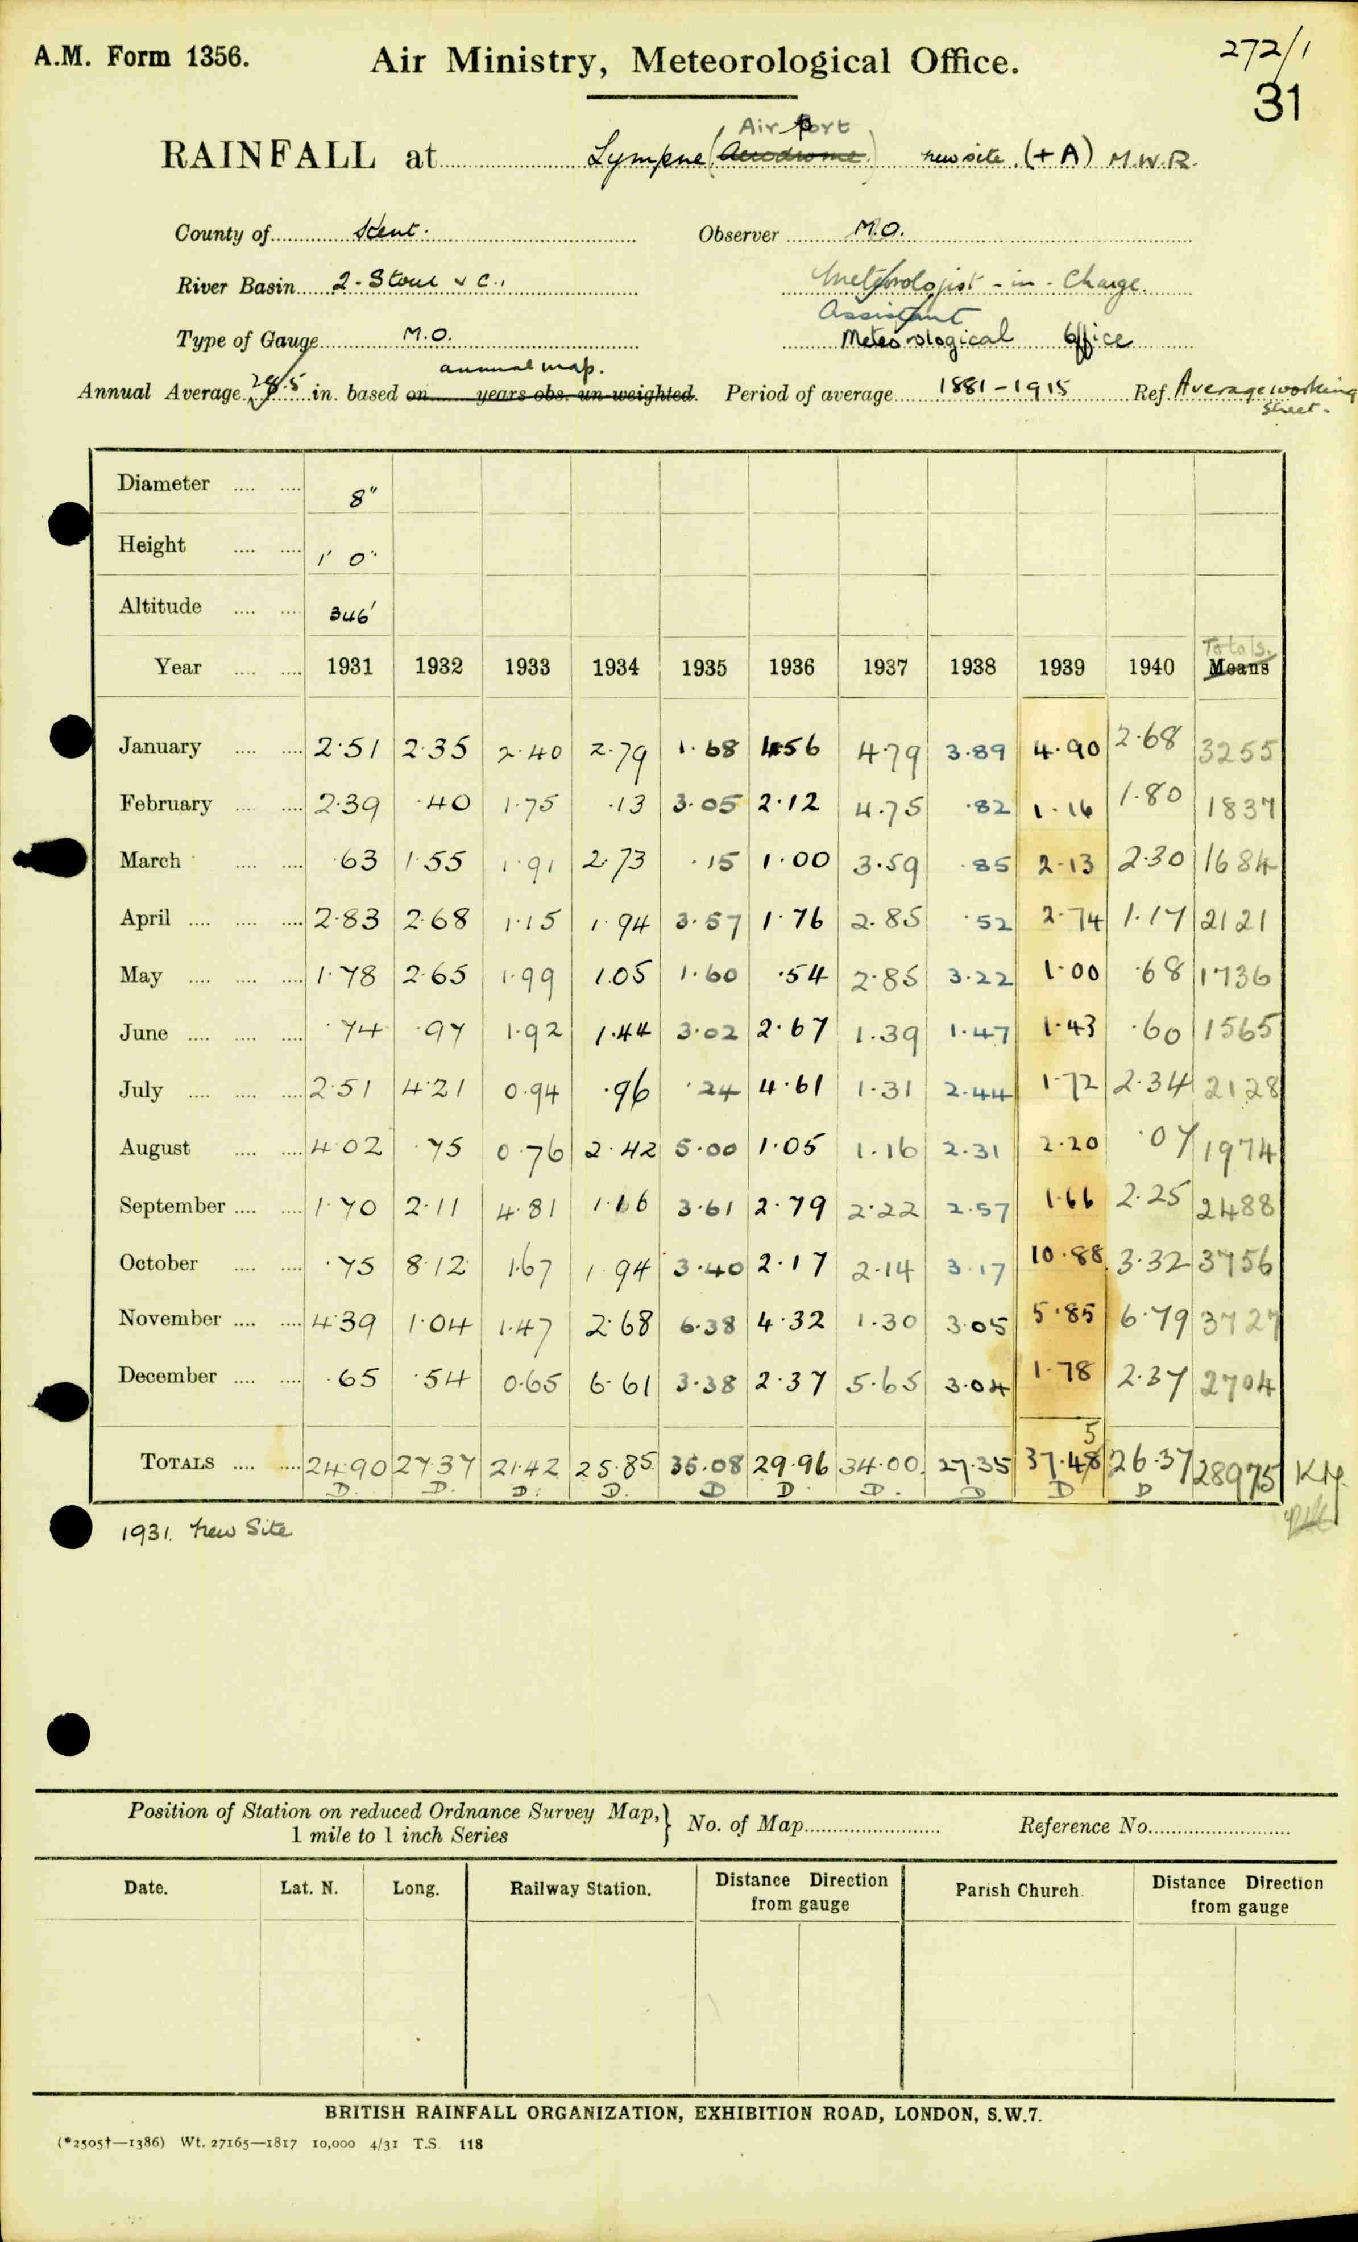 A.M. Form 1356. Air Ministry, Meteorological Office. 272/1
31
RAINFALL at Lympne (Aerodrome) Air Port new site. (+A) M.W.R.
County of Kent. Observer M.O.
River Basin 2-Stour & C. Meteorologist - in - Charge
Assistant
Type of Gauge M.O. Meteorological Office
annual map.
Annual Average 28.5 in. based on years obs. un-weighted. Period of average 1881-1915 Ref Average working
Sheet.
Diameter 8"
Height 1' 0"
Altitude 346'
Totals.
Year 1931 1932 1933 1934 1935 1936 1937 1938 1939 1940 Means
January 2.51 2.35 2.40 2.79 1.68 4.56 4.79 3.89 4.90 2.68 3255
February 2.39 .40 1.75 .13 3.05 2.12 4.75 .82 1.16 1.80 1837
March .63 1.55 1.91 2.73 .15 1.00 3.59 .85 2.13 2.30 1684
April 2.83 2.68 1.15 1.94 3.57 1.76 2.85 .52 2.74 1.17 2121
May 1.78 2.65 1.99 1.05 1.60 .54 2.85 3.22 1.00 .68 1736
June .74 .97 1.92 1.44 3.02 2.67 1.39 1.47 1.43 .60 1565
July 2.51 4.21 0.94 .96 .24 4.61 1.31 2.44 1.72 2.34 2128
August 4.02 .75 0.76 2.42 5.00 1.05 1.16 2.31 2.20 .07 1974
September 1.70 2.11 4.81 1.16 3.61 2.79 2.22 2.57 1.66 2.25 2488
October .75 8.12 1.67 1.94 3.40 2.17 2.14 3.17 10.88 3.32 3756
November 4.39 1.04 1.47 2.68 6.38 4.32 1.30 3.05 5.85 6.79 3727
December .65 .54 0.65 6.61 3.38 2.37 5.65 3.04 1.78 2.37 2704
5
TOTALS 24.90 27.37 21.42 25.85 35.08 29.96 34.00 27.35 37.48 26.37 28975
D. D. D. D. D D. D. D D D
1931. New Site
Position of Station on reduced Ordnance Survey Map, } No. of Map Reference No.
1 mile to 1 inch Series
Date. Lat. N. Long. Railway Station. Distance Direction from gauge Parish Church. Distance Direction from gauge
BRITISH RAINFALL ORGANIZATION, EXHIBITION ROAD, LONDON, S.W.7.
(*2505†—1386) Wt. 27165—1817 10,000 4/31 T.S. 118